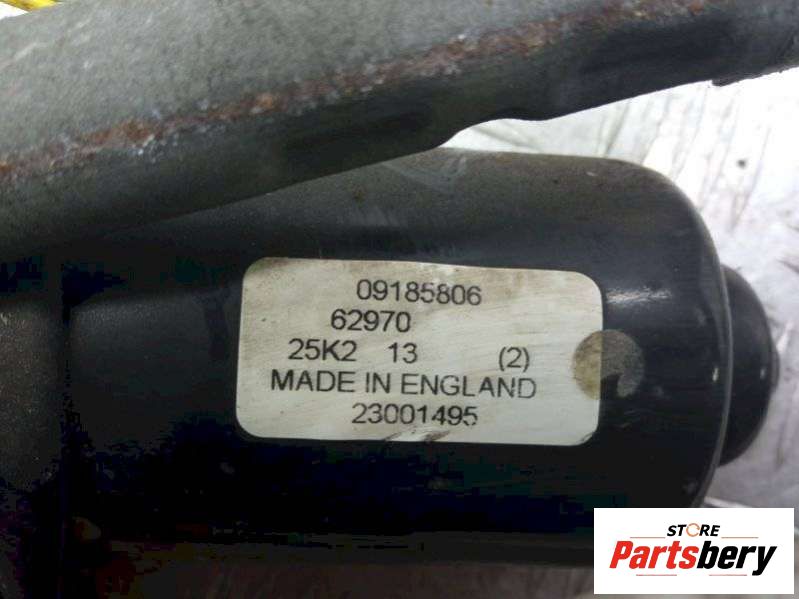 09185806
62970
25K2 13 (2)
MADE IN ENGLAND
23001495
STORE
Partsbery